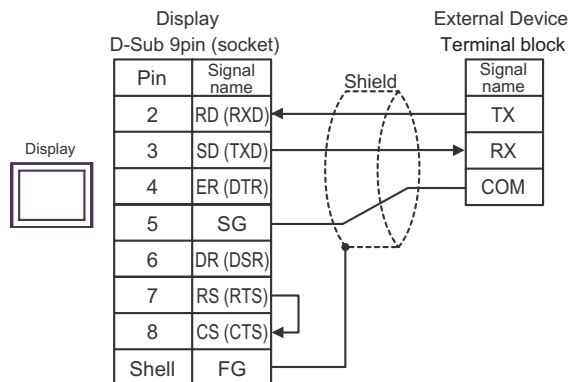 Display
D-Sub 9pin (socket)
External Device
Terminal block
Pin
Signal
name
Shield
Signal
name
2
RD (RXD)
TX
Display
3
SD (TXD)
RX
4
ER (DTR)
COM
5
SG
6
DR (DSR)
7
RS (RTS)
8
CS (CTS)
Shell
FG